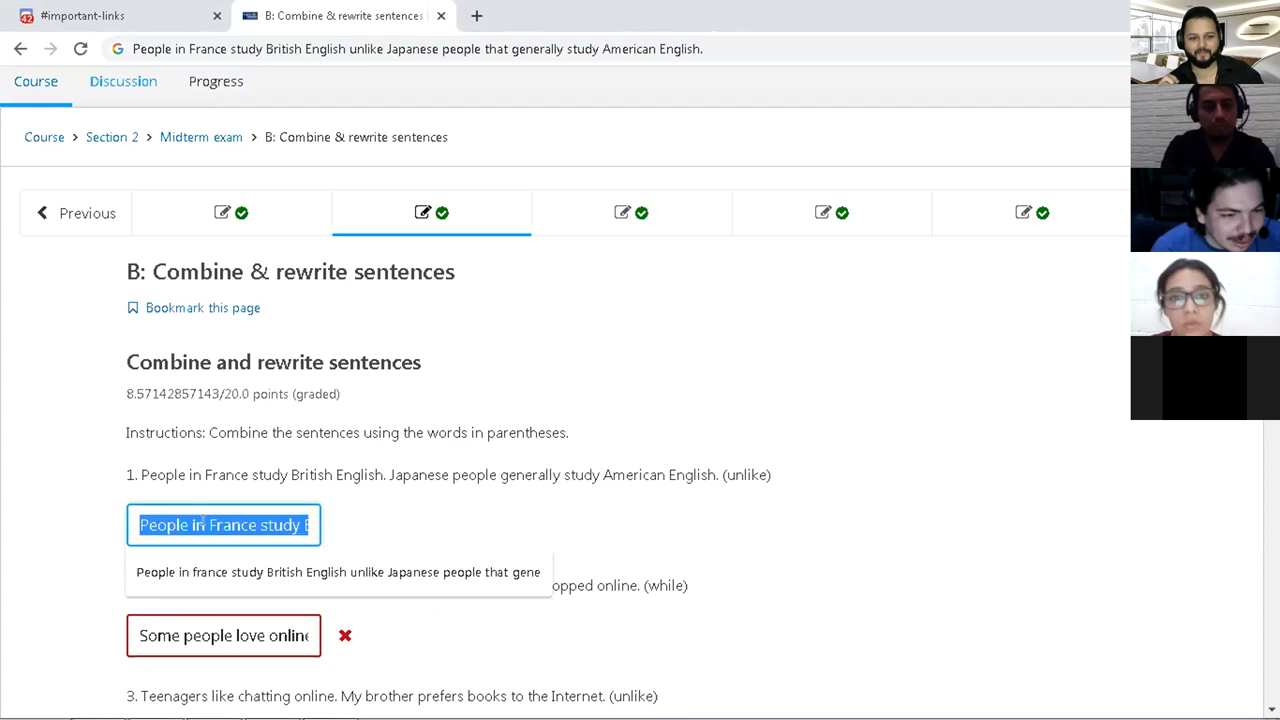 42
#important-links
B: Combine & rewrite sentences
People in France study British English unlike Japanese people that generally study American English.
Course
Discussion
Progress
Course > Section 2 > Midterm exam > B: Combine & rewrite sentences
Previous
B: Combine & rewrite sentences
Bookmark this page
Combine and rewrite sentences
8.57142857143/20.0 points (graded)
Instructions: Combine the sentences using the words in parentheses.
1. People in France study British English. Japanese people generally study American English. (unlike)
People in France study
People in france study British English unlike Japanese people that gene
opped online. (while)
Some people love online
3. Teenagers like chatting online. My brother prefers books to the Internet. (unlike)